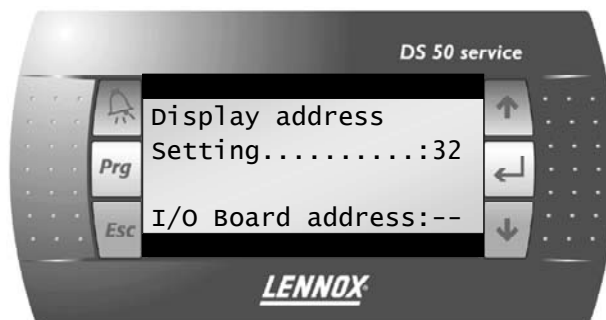 DS 50 service
Display address
Setting..........:32
Prg
I/O Board address:--
Esc
LENNOX